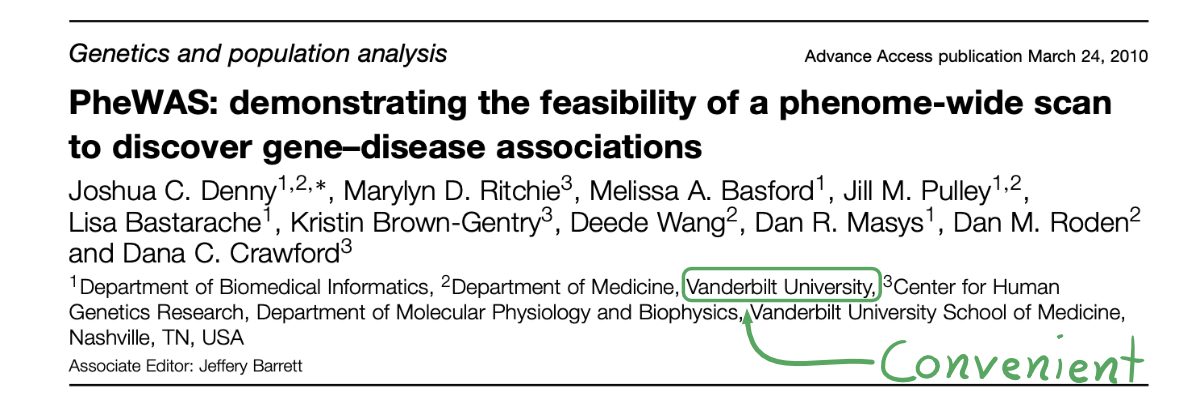 Genetics and population analysis
Advance Access publication March 24, 2010
PheWAS: demonstrating the feasibility of a phenome-wide scan
to discover gene–disease associations
Joshua C. Denny¹,²,*, Marylyn D. Ritchie³, Melissa A. Basford¹, Jill M. Pulley¹,²,
Lisa Bastarache¹, Kristin Brown-Gentry³, Deede Wang², Dan R. Masys¹, Dan M. Roden²
and Dana C. Crawford³
¹Department of Biomedical Informatics, ²Department of Medicine, Vanderbilt University, ³Center for Human
Genetics Research, Department of Molecular Physiology and Biophysics, Vanderbilt University School of Medicine,
Nashville, TN, USA
Associate Editor: Jeffery Barrett
Convenient